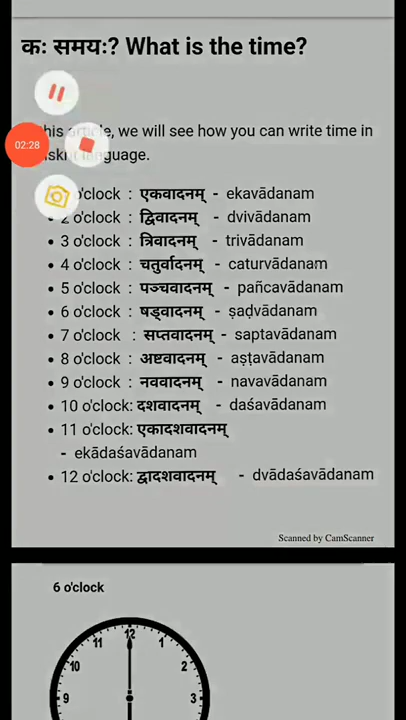 कः समयः? What is the time?
article, we will see how you can write time in
language.
02:28
o'clock : एकवादनम् - ekavādanam
• 2 o'clock : द्विवादनम् - dvivādanam
• 3 o'clock : त्रिवादनम् - trivādanam
• 4 o'clock : चतुर्वादनम् - caturvādanam
• 5 o'clock : पञ्चवादनम् - pañcavādanam
• 6 o'clock : षड्वादनम् - ṣaḍvādanam
• 7 o'clock : सप्तवादनम् - saptavādanam
• 8 o'clock : अष्टवादनम् - aṣṭavādanam
• 9 o'clock : नववादनम् - navavādanam
• 10 o'clock: दशवादनम् - daśavādanam
• 11 o'clock: एकादशवादनम्
- ekādaśavādanam
• 12 o'clock: द्वादशवादनम् - dvādaśavādanam
Scanned by CamScanner
6 o'clock
12
11 1
10 2
9 3